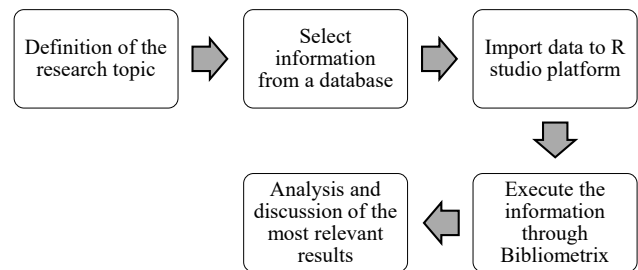 Definition of the
research topic
Select
information
from a database
Import data to R
studio platform
Execute the
information
through
Bibliometrix
Analysis and
discussion of the
most relevant
results